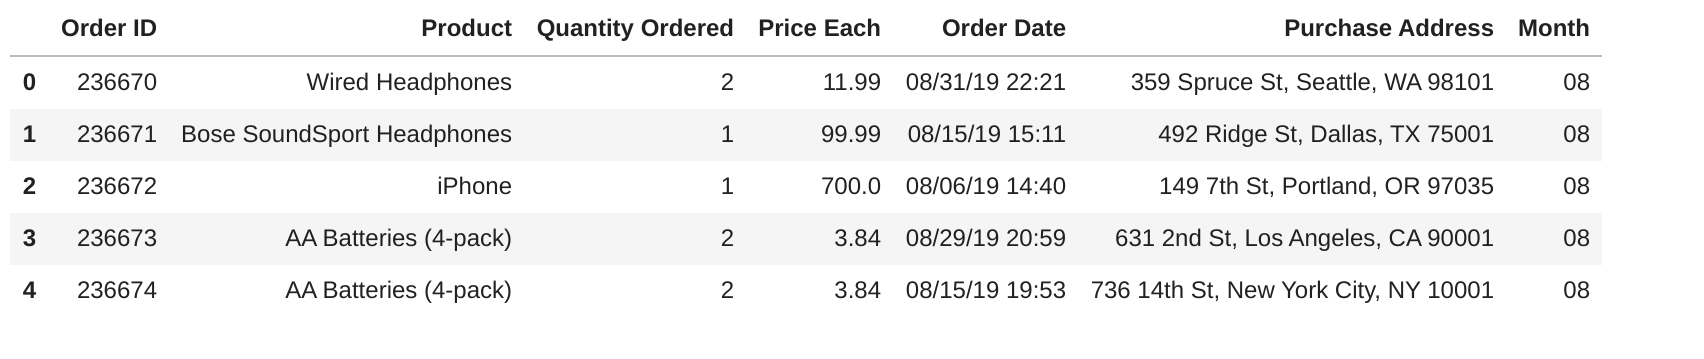 Order ID Product Quantity Ordered Price Each Order Date Purchase Address Month
0 236670 Wired Headphones 2 11.99 08/31/19 22:21 359 Spruce St, Seattle, WA 98101 08
1 236671 Bose SoundSport Headphones 1 99.99 08/15/19 15:11 492 Ridge St, Dallas, TX 75001 08
2 236672 iPhone 1 700.0 08/06/19 14:40 149 7th St, Portland, OR 97035 08
3 236673 AA Batteries (4-pack) 2 3.84 08/29/19 20:59 631 2nd St, Los Angeles, CA 90001 08
4 236674 AA Batteries (4-pack) 2 3.84 08/15/19 19:53 736 14th St, New York City, NY 10001 08